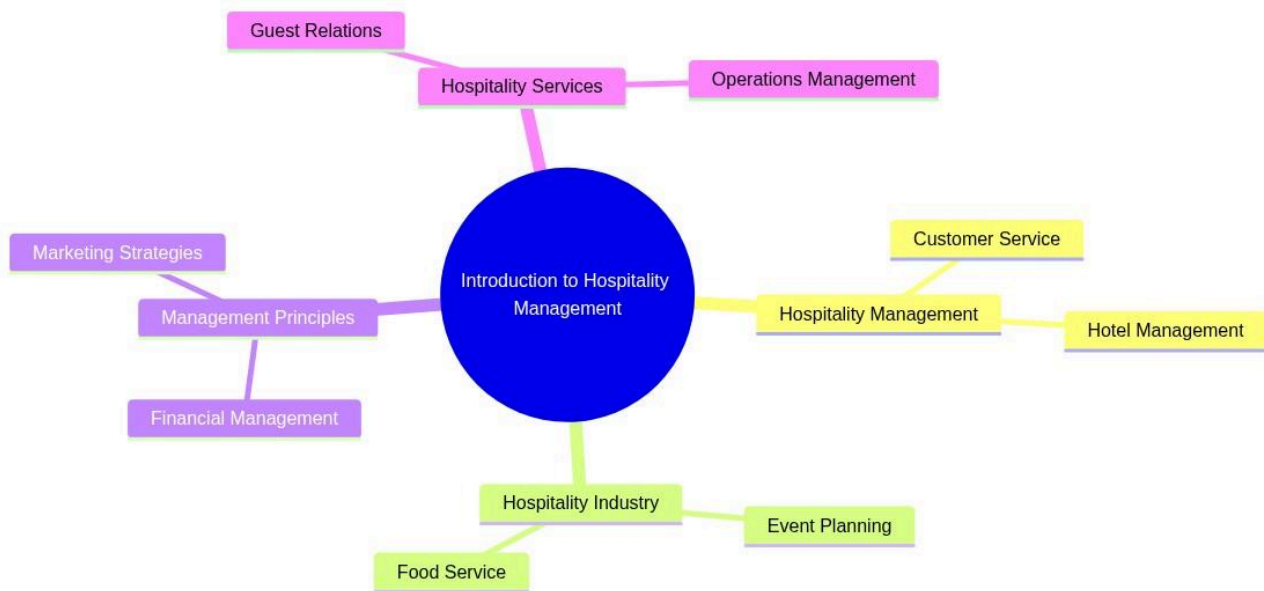 Guest Relations
Hospitality Services
Operations Management
Customer Service
Marketing Strategies
Introduction to Hospitality
Management
Hospitality Management
Management Principles
Hotel Management
Financial Management
Hospitality Industry
Event Planning
Food Service